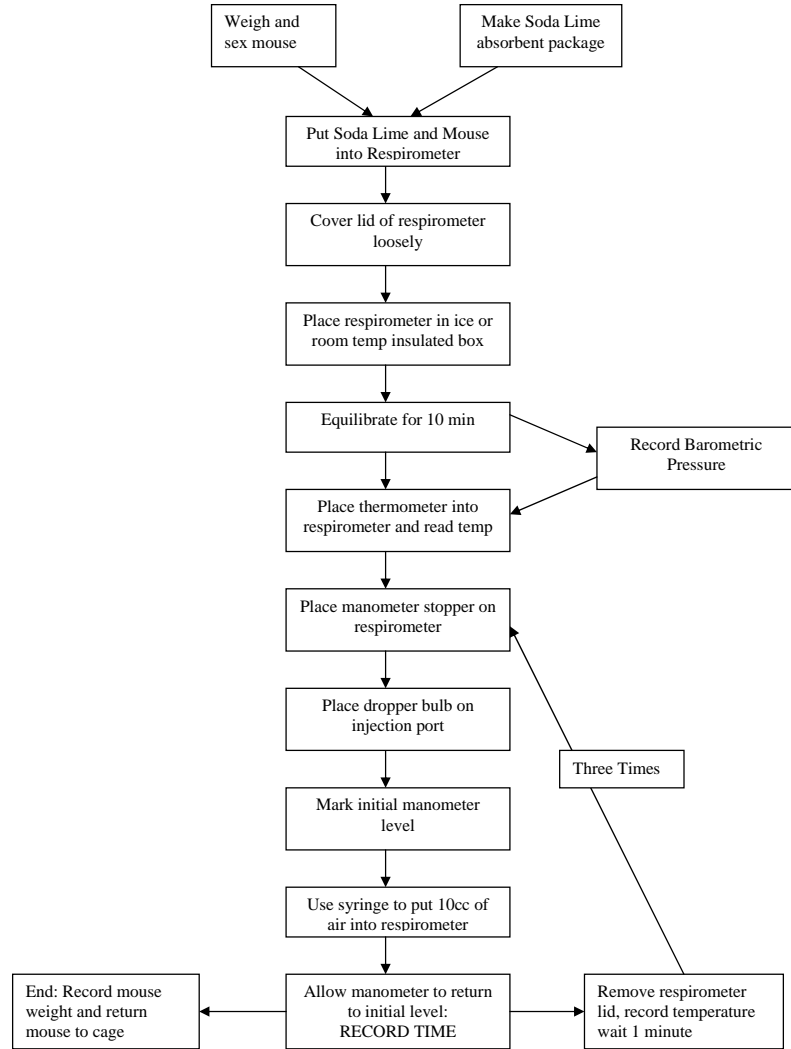 Weigh and
sex mouse
Make Soda Lime
absorbent package
Put Soda Lime and Mouse
into Respirometer
Cover lid of respirometer
loosely
Place respirometer in ice or
room temp insulated box
Equilibrate for 10 min
Record Barometric
Pressure
Place thermometer into
respirometer and read temp
Place manometer stopper on
respirometer
Place dropper bulb on
injection port
Three Times
Mark initial manometer
level
Use syringe to put 10cc of
air into respirometer
End: Record mouse
weight and return
mouse to cage
Allow manometer to return
to initial level:
RECORD TIME
Remove respirometer
lid, record temperature
wait 1 minute